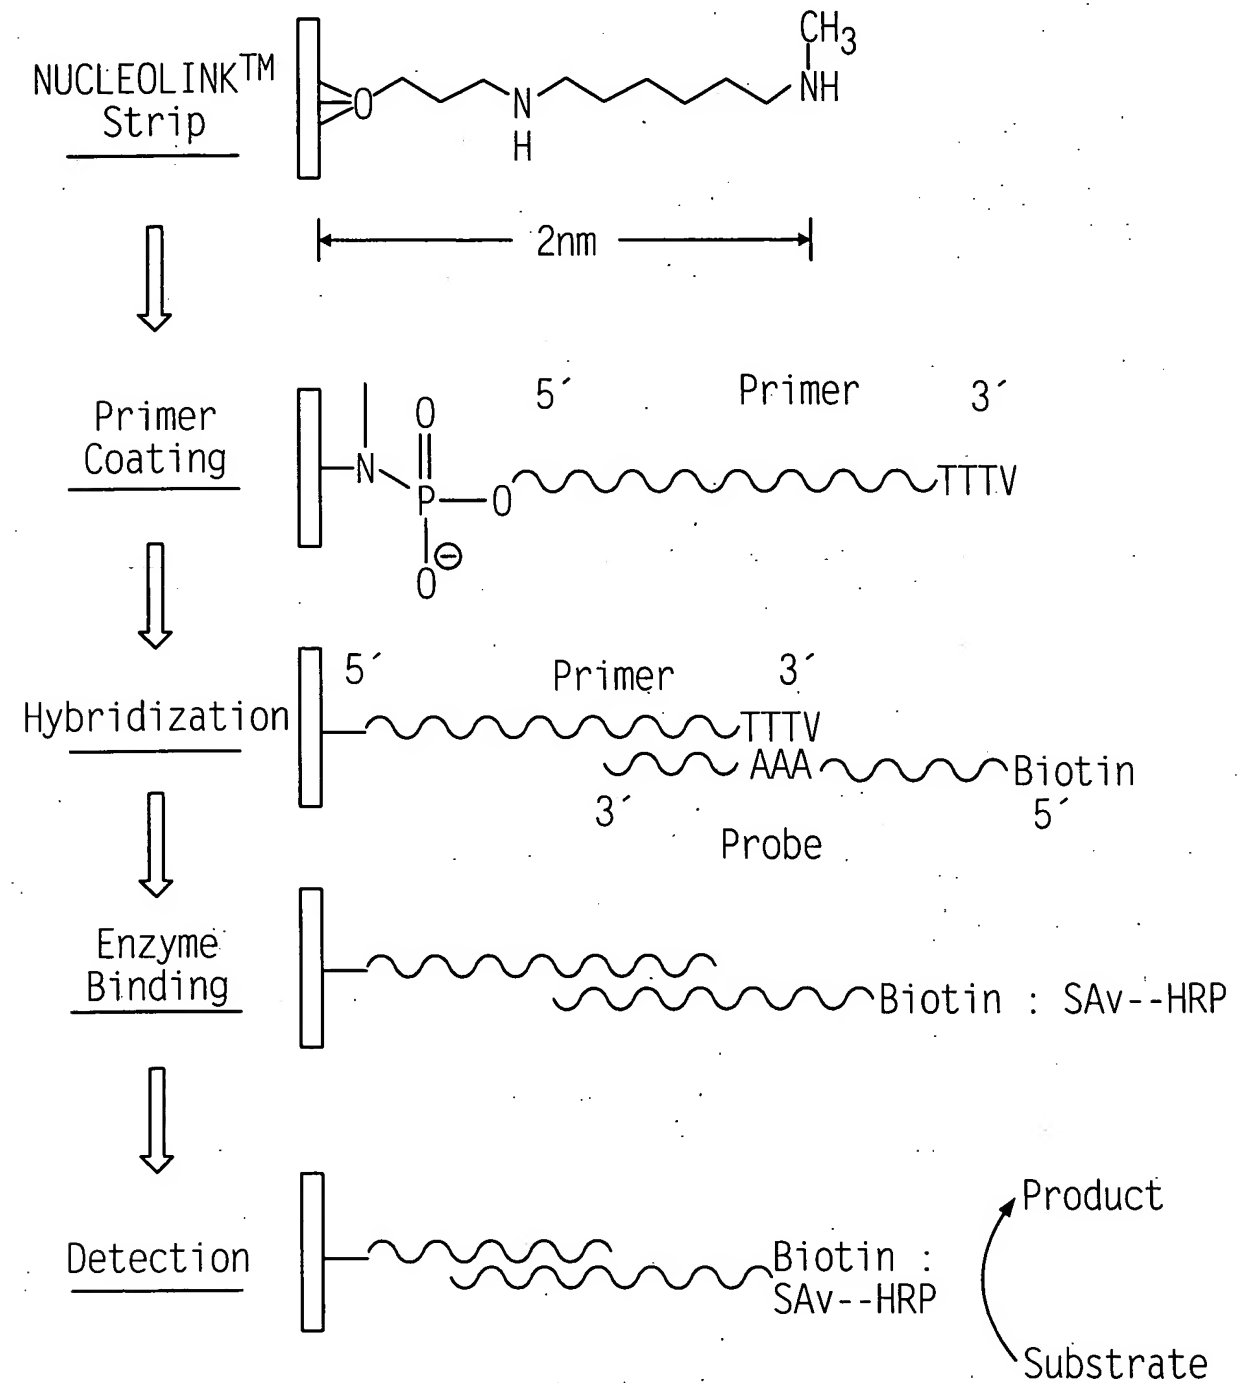 CH3
NUCLEOLINK™
Strip
O
N
H
NH
2nm
Primer
Coating
5´ Primer 3´
O
N
P O TTTV
⊖
O
Hybridization
5´ Primer 3´
TTTV
AAA Biotin
3´ 5´
Probe
Enzyme
Binding
Biotin : SAv--HRP
Detection
Product
Biotin :
SAv--HRP
Substrate